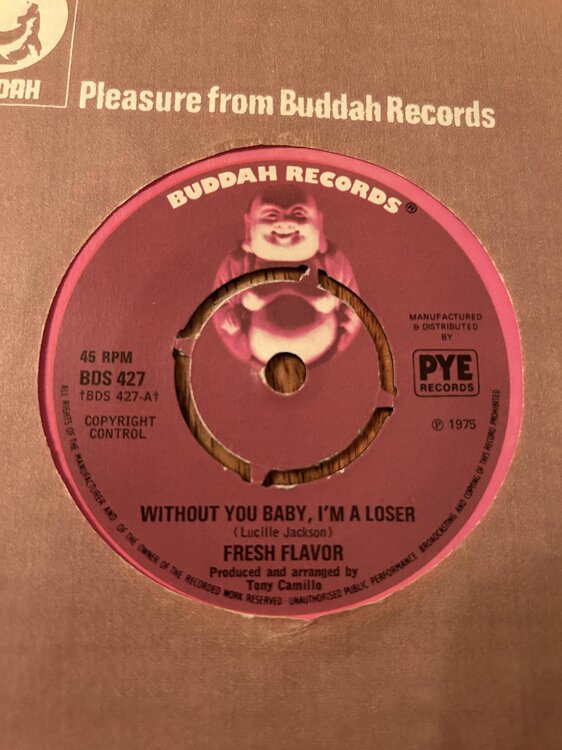 DAH
Pleasure from Buddah Records
BUDDAH RECORDS®
45 RPM
BDS 427
†BDS 427-A†
COPYRIGHT
CONTROL
MANUFACTURED
& DISTRIBUTED
BY
PYE
RECORDS
℗ 1975
WITHOUT YOU BABY, I'M A LOSER
(Lucille Jackson)
FRESH FLAVOR
Produced and arranged by
Tony Camillo
ALL RIGHTS OF THE MANUFACTURER AND OF THE OWNER OF THE RECORDED WORK RESERVED · UNAUTHORISED PUBLIC PERFORMANCE BROADCASTING AND COPYING OF THIS RECORD PROHIBITED